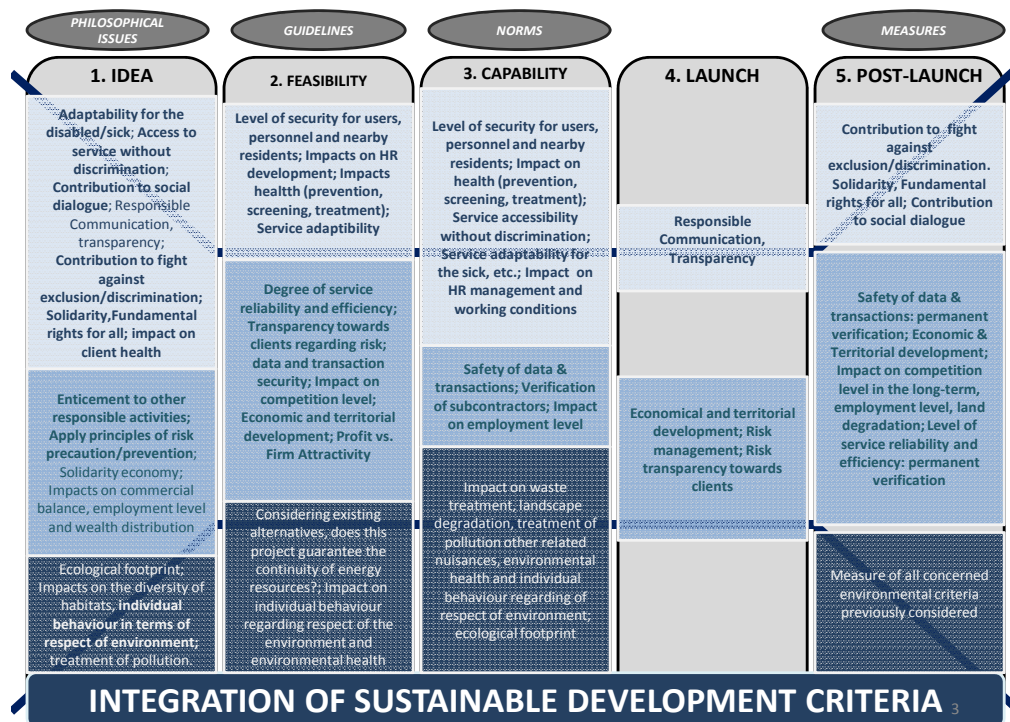 PHILOSOPHICAL
ISSUES
GUIDELINES
NORMS
MEASURES
1. IDEA
Adaptability for the
disabled/sick; Access to
service without
discrimination;
Contribution to social
dialogue; Responsible
Communication,
transparency;
Contribution to fight
against
exclusion/discrimination;
Solidarity,Fundamental
rights for all; impact on
client health
Enticement to other
responsible activities;
Apply principles of risk
precaution/prevention;
Solidarity economy;
Impacts on commercial
balance, employment level
and wealth distribution
Ecological footprint;
Impacts on the diversity of
habitats, individual
behaviour in terms of
respect of environment;
treatment of pollution.
2. FEASIBILITY
Level of security for users,
personnel and nearby
residents; Impacts on HR
development; Impacts
healtth (prevention,
screening, treatment);
Service adaptibility
Degree of service
reliability and efficiency;
Transparency towards
clients regarding risk;
data and transaction
security; Impact on
competition level;
Economic and territorial
development; Profit vs.
Firm Attractivity
Considering existing
alternatives, does this
project guarantee the
continuity of energy
resources?; Impact on
individual behaviour
regarding respect of the
environment and
environmental health
3. CAPABILITY
Level of security for users,
personnel and nearby
residents; Impact on
health (prevention,
screening, treatment);
Service accessibility
without discrimination;
Service adaptability for
the sick, etc.; Impact on
HR management and
working conditions
Safety of data &
transactions; Verification
of subcontractors; Impact
on employment level
Impact on waste
treatment, landscape
degradation, treatment of
pollution other related
nuisances, environmental
health and individual
behaviour regarding of
respect of environment;
ecological footprint
4. LAUNCH
Responsible
Communication,
Transparency
Economical and territorial
development; Risk
management; Risk
transparency towards
clients
5. POST-LAUNCH
Contribution to fight
against
exclusion/discrimination.
Solidarity, Fundamental
rights for all; Contribution
to social dialogue
Safety of data &
transactions: permanent
verification; Economic &
Territorial development;
Impact on competition
level in the long-term,
employment level, land
degradation; Level of
service reliability and
efficiency: permanent
verification
Measure of all concerned
environmental criteria
previously considered
INTEGRATION OF SUSTAINABLE DEVELOPMENT CRITERIA 3